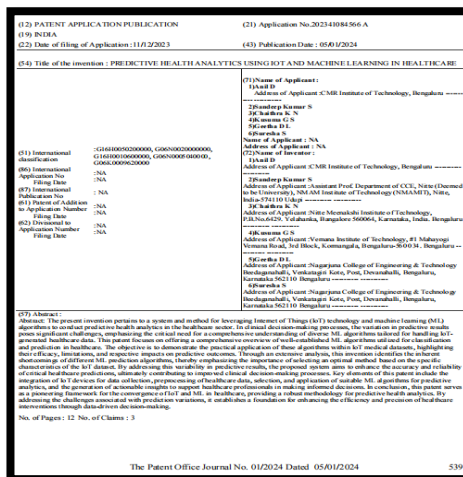 (12) PATENT APPLICATION PUBLICATION (21) Application No.202341084566 A
(19) INDIA
(22) Date of filing of Application :11/12/2023 (43) Publication Date : 05/01/2024
(54) Title of the invention : PREDICTIVE HEALTH ANALYTICS USING IOT AND MACHINE LEARNING IN HEALTHCARE
(51) International classification :G16H0050200000, G06N0020000000, G16H0010600000, G06N0005040000, G06K0009620000
(86) International Application No :NA
Filing Date :NA
(87) International Publication No : NA
(61) Patent of Addition to Application Number :NA
Filing Date :NA
(62) Divisional to Application Number :NA
Filing Date :NA
(71)Name of Applicant :
1)Anil D
Address of Applicant :CMR Institute of Technology, Bengaluru
2)Sandeep Kumar S
3)Chaithra K N
4)Kusuma G S
5)Geetha D L
6)Suresha S
Name of Applicant : NA
Address of Applicant : NA
(72)Name of Inventor :
1)Anil D
Address of Applicant :CMR Institute of Technology, Bengaluru
2)Sandeep Kumar S
Address of Applicant :Assistant Prof. Department of CCE, Nitte (Deemed
to be University), NMAM Institute of Technology (NMAMIT), Nitte,
India-574110 Udupi
3)Chaithra K N
Address of Applicant :Nitte Meenakshi Institute of Technology,
P.B.No.6429, Yelahanka, Bangalore 560064, Karnataka, India. Bengaluru
4)Kusuma G S
Address of Applicant :Vemana Institute of Technology, #1 Mahayogi
Vemana Road, 3rd Block, Koramangala, Bengaluru-560034 . Bengaluru --
5)Geetha D L
Address of Applicant :Nagarjuna College of Engineering & Technology
Beedaganahalli, Venkatagiri Kote, Post, Devanahalli, Bengaluru,
Karnataka 562110 Bengaluru
6)Suresha S
Address of Applicant :Nagarjuna College of Engineering & Technology
Beedaganahalli, Venkatagiri Kote, Post, Devanahalli, Bengaluru,
Karnataka 562110 Bengaluru
(57) Abstract :
Abstract: The present invention pertains to a system and method for leveraging Internet of Things (IoT) technology and machine learning (ML)
algorithms to conduct predictive health analytics in the healthcare sector. In clinical decision-making processes, the variation in predictive results
poses significant challenges, emphasizing the critical need for a comprehensive understanding of diverse ML algorithms tailored for handling IoT-
generated healthcare data. This patent focuses on offering a comprehensive overview of well-established ML algorithms utilized for classification
and prediction in healthcare. The objective is to demonstrate the practical application of these algorithms within IoT medical datasets, highlighting
their efficacy, limitations, and respective impacts on predictive outcomes. Through an extensive analysis, this invention identifies the inherent
shortcomings of different ML prediction algorithms, thereby emphasizing the importance of selecting an optimal method based on the specific
characteristics of the IoT dataset. By addressing this variability in predictive results, the proposed system aims to enhance the accuracy and reliability
of critical healthcare predictions, ultimately contributing to improved clinical decision-making processes. Key elements of this patent include the
integration of IoT devices for data collection, preprocessing of healthcare data, selection, and application of suitable ML algorithms for predictive
analytics, and the generation of actionable insights to support healthcare professionals in making informed decisions. In conclusion, this patent serves
as a pioneering framework for the convergence of IoT and ML in healthcare, providing a robust methodology for predictive health analytics. By
addressing the challenges associated with prediction variations, it establishes a foundation for enhancing the efficiency and precision of healthcare
interventions through data-driven decision-making.
No. of Pages : 12 No. of Claims : 3
The Patent Office Journal No. 01/2024 Dated 05/01/2024 539